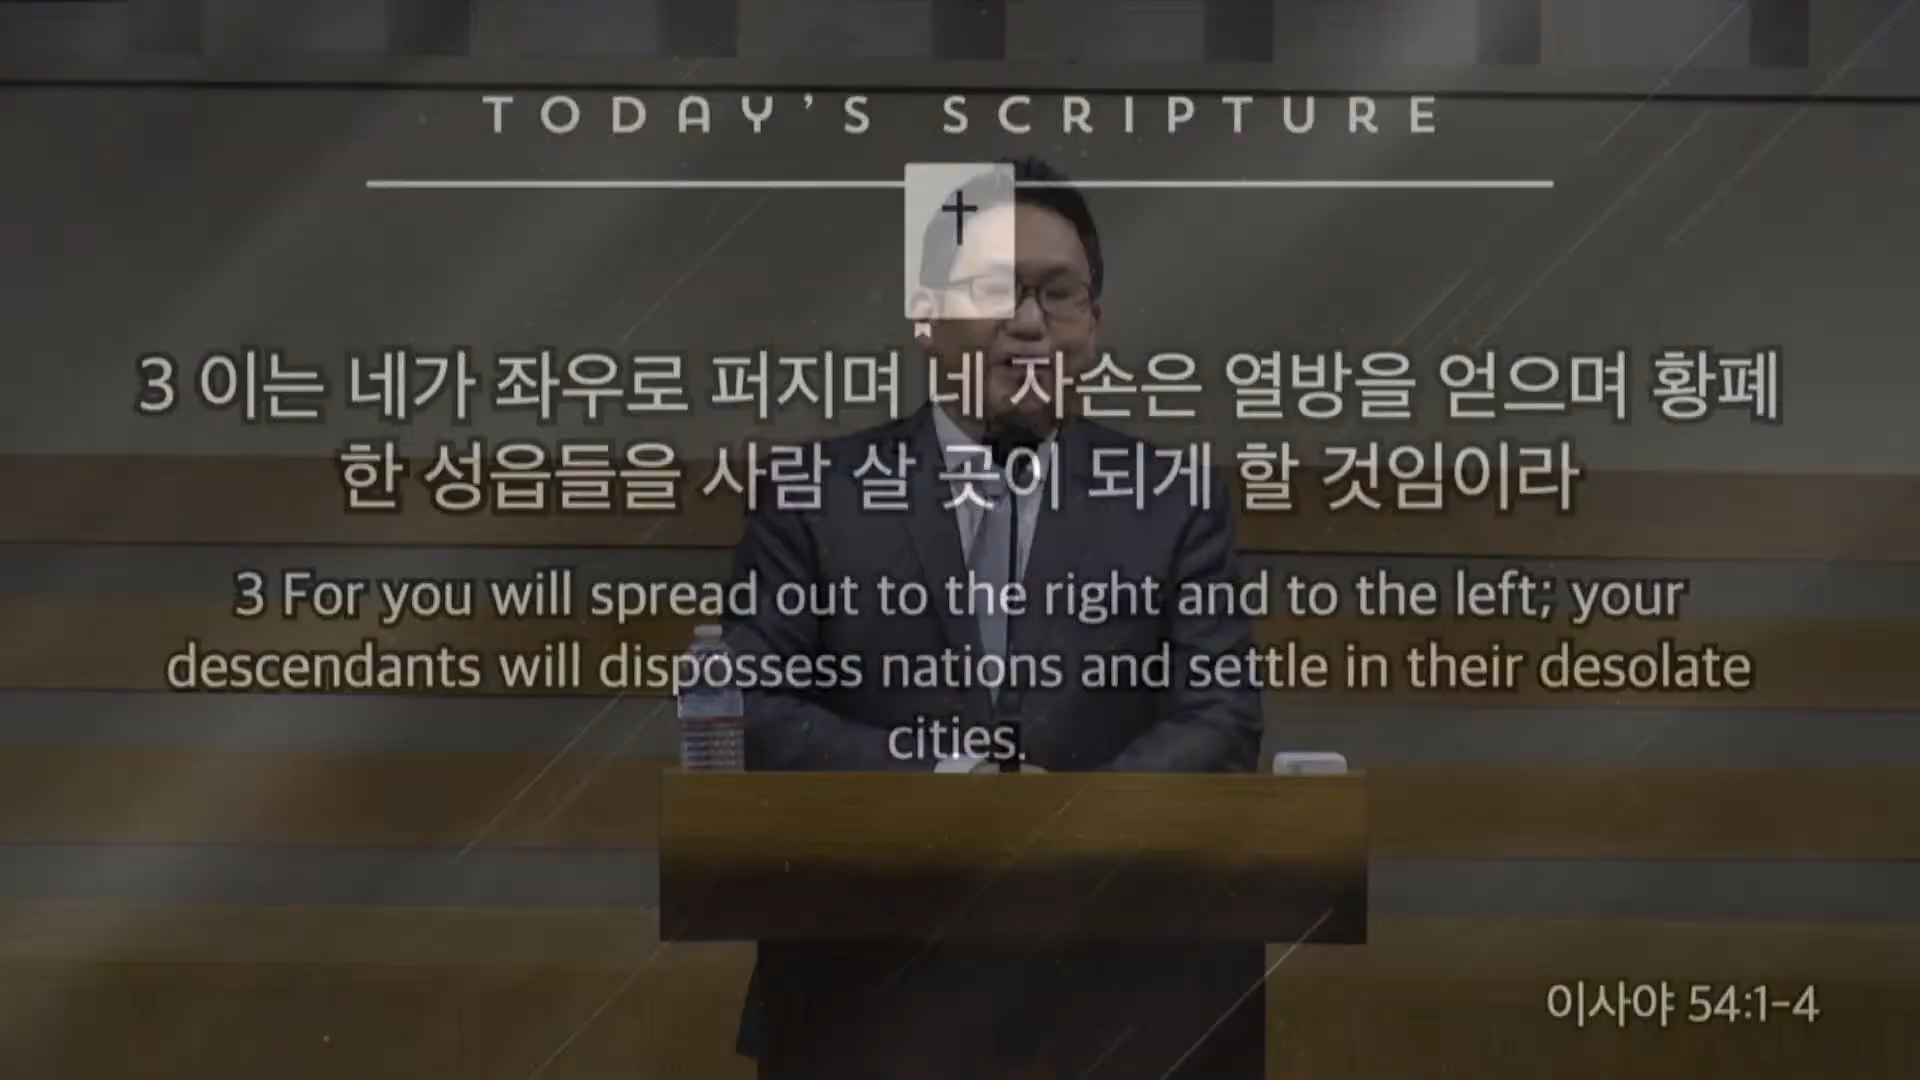 TODAY'S SCRIPTURE
3 이는 네가 좌우로 퍼지며 네 자손은 열방을 얻으며 황폐
한 성읍들을 사람 살 곳이 되게 할 것임이라
3 For you will spread out to the right and to the left; your
descendants will dispossess nations and settle in their desolate
cities.
이사야 54:1-4